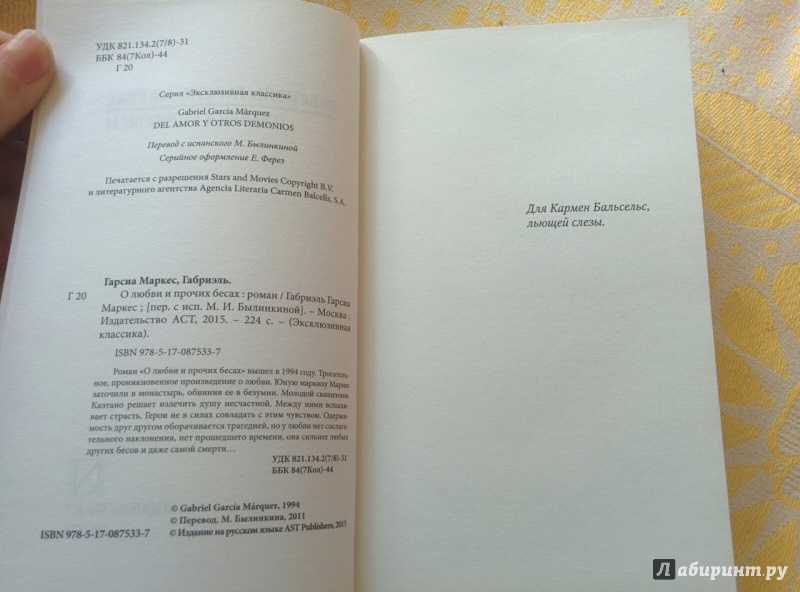 УДК 821.134.2(7/8)-31
ББК 84(7Кол)-44
Г 20
Серия «Эксклюзивная классика»
Gabriel García Márquez
DEL AMOR Y OTROS DEMONIOS
Перевод с испанского М. Былинкиной
Серийное оформление Е. Ферез
Печатается с разрешения Stars and Movies Copyright B.V.
и литературного агентства Agencia Literaria Carmen Balcells, S.A.
Гарсиа Маркес, Габриэль.
Г 20 О любви и прочих бесах : роман / Габриэль Гарсиа
Маркес ; [пер. с исп. М. И. Былинкиной]. – Москва :
Издательство АСТ, 2015. – 224 с. – (Эксклюзивная
классика).
ISBN 978-5-17-087533-7
Роман «О любви и прочих бесах» вышел в 1994 году. Трогатель-
ное, проникновенное произведение о любви. Юную маркизу Марию
заточили в монастырь, обвинив ее в безумии. Молодой священник
Каэтано решает излечить душу несчастной. Между ними вспыхи-
вает страсть. Герои не в силах совладать с этим чувством. Одержи-
мость друг другом оборачивается трагедией, но у любви нет сослага-
тельного наклонения, нет прошедшего времени, она сильнее любых
других бесов и даже самой смерти…
УДК 821.134.2(7/8)-31
ББК 84(7Кол)-44
© Gabriel García Márquez, 1994
© Перевод. М. Былинкина, 2011
ISBN 978-5-17-087533-7 © Издание на русском языке AST Publishers, 2015
Для Кармен Бальсельс,
льющей слезы.
Лабиринт.ру